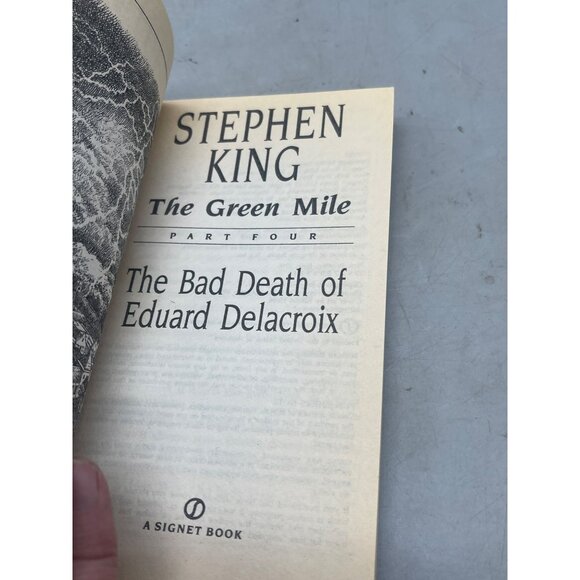 STEPHEN
KING
The Green Mile
PART FOUR
The Bad Death of
Eduard Delacroix
A SIGNET BOOK